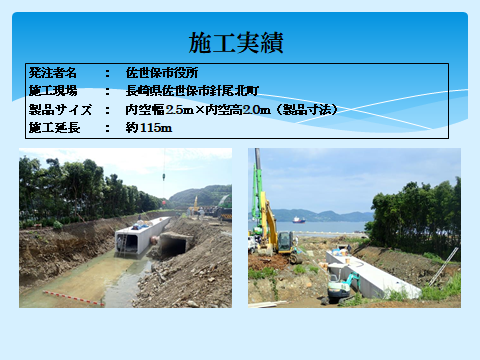 施工実績
発注者名　：　佐世保市役所
施工現場　：　長崎県佐世保市針尾北町
製品サイズ　：　内空幅2.5m×内空高2.0m（製品寸法）
施工延長　：　約115m